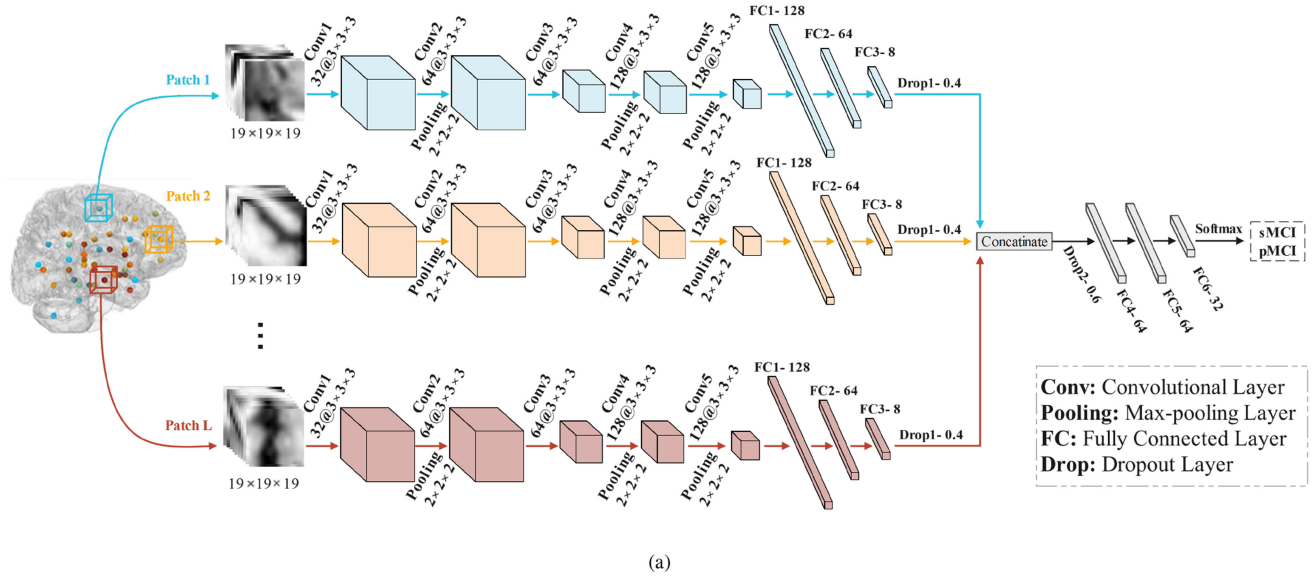 Patch 1
19×19×19
Conv1
32@3×3×3
Conv2
64@3×3×3
Pooling
2×2×2
Conv3
64@3×3×3
Conv4
128@3×3×3
Pooling
2×2×2
Conv5
128@3×3×3
Pooling
2×2×2
FC1- 128
FC2- 64
FC3- 8
Drop1- 0.4
Patch 2
19×19×19
Conv1
32@3×3×3
Conv2
64@3×3×3
Pooling
2×2×2
Conv3
64@3×3×3
Conv4
128@3×3×3
Pooling
2×2×2
Conv5
128@3×3×3
Pooling
2×2×2
FC1- 128
FC2- 64
FC3- 8
Drop1- 0.4
Concatinate
Drop2- 0.6
FC4- 64
FC5- 64
FC6- 32
Softmax
sMCI
pMCI
Patch L
19×19×19
Conv1
32@3×3×3
Conv2
64@3×3×3
Pooling
2×2×2
Conv3
64@3×3×3
Conv4
128@3×3×3
Pooling
2×2×2
Conv5
128@3×3×3
Pooling
2×2×2
FC1- 128
FC2- 64
FC3- 8
Drop1- 0.4
Conv: Convolutional Layer
Pooling: Max-pooling Layer
FC: Fully Connected Layer
Drop: Dropout Layer
(a)